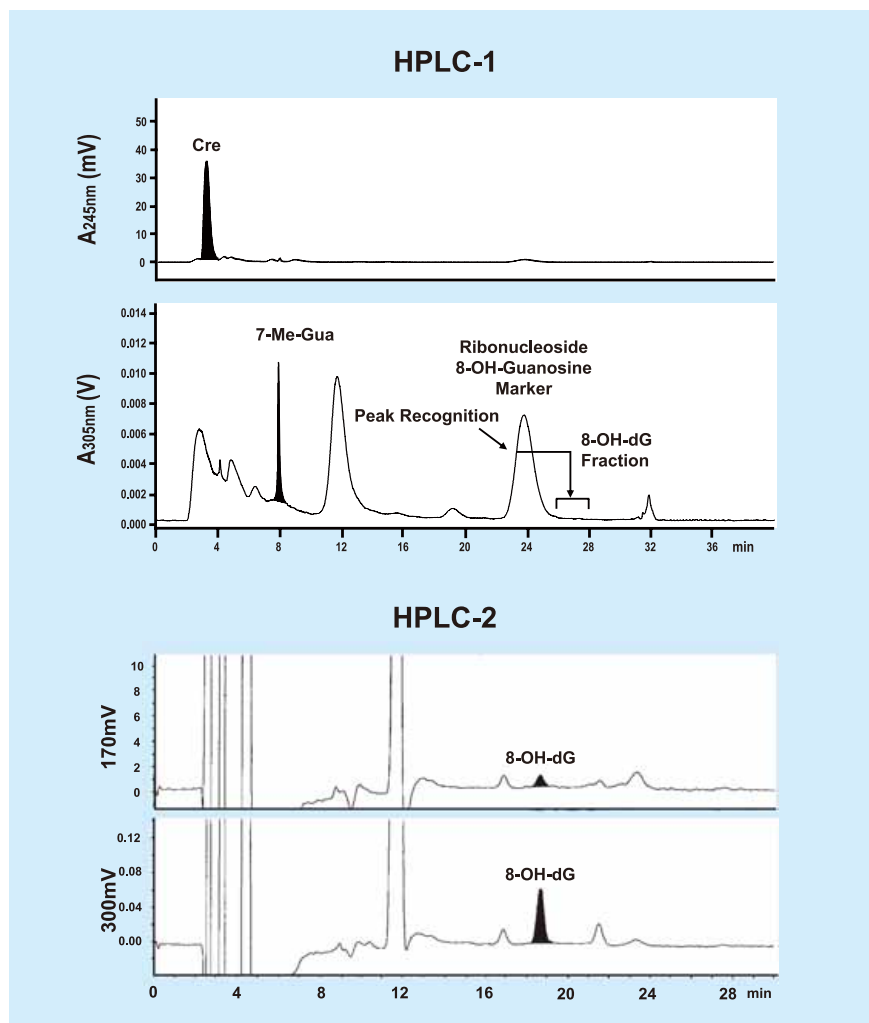 HPLC-1
A245nm (mV)
50
40
30
20
10
0
Cre
A305nm (V)
0.014
0.012
0.010
0.008
0.006
0.004
0.002
0.000
7-Me-Gua
Ribonucleoside
8-OH-Guanosine
Marker
Peak Recognition
8-OH-dG
Fraction
0 4 8 12 16 20 24 28 32 36 min
HPLC-2
170mV
10
8
6
4
2
0
8-OH-dG
300mV
0.12
0.08
0.04
0.00
8-OH-dG
0 4 8 12 16 20 24 28 min